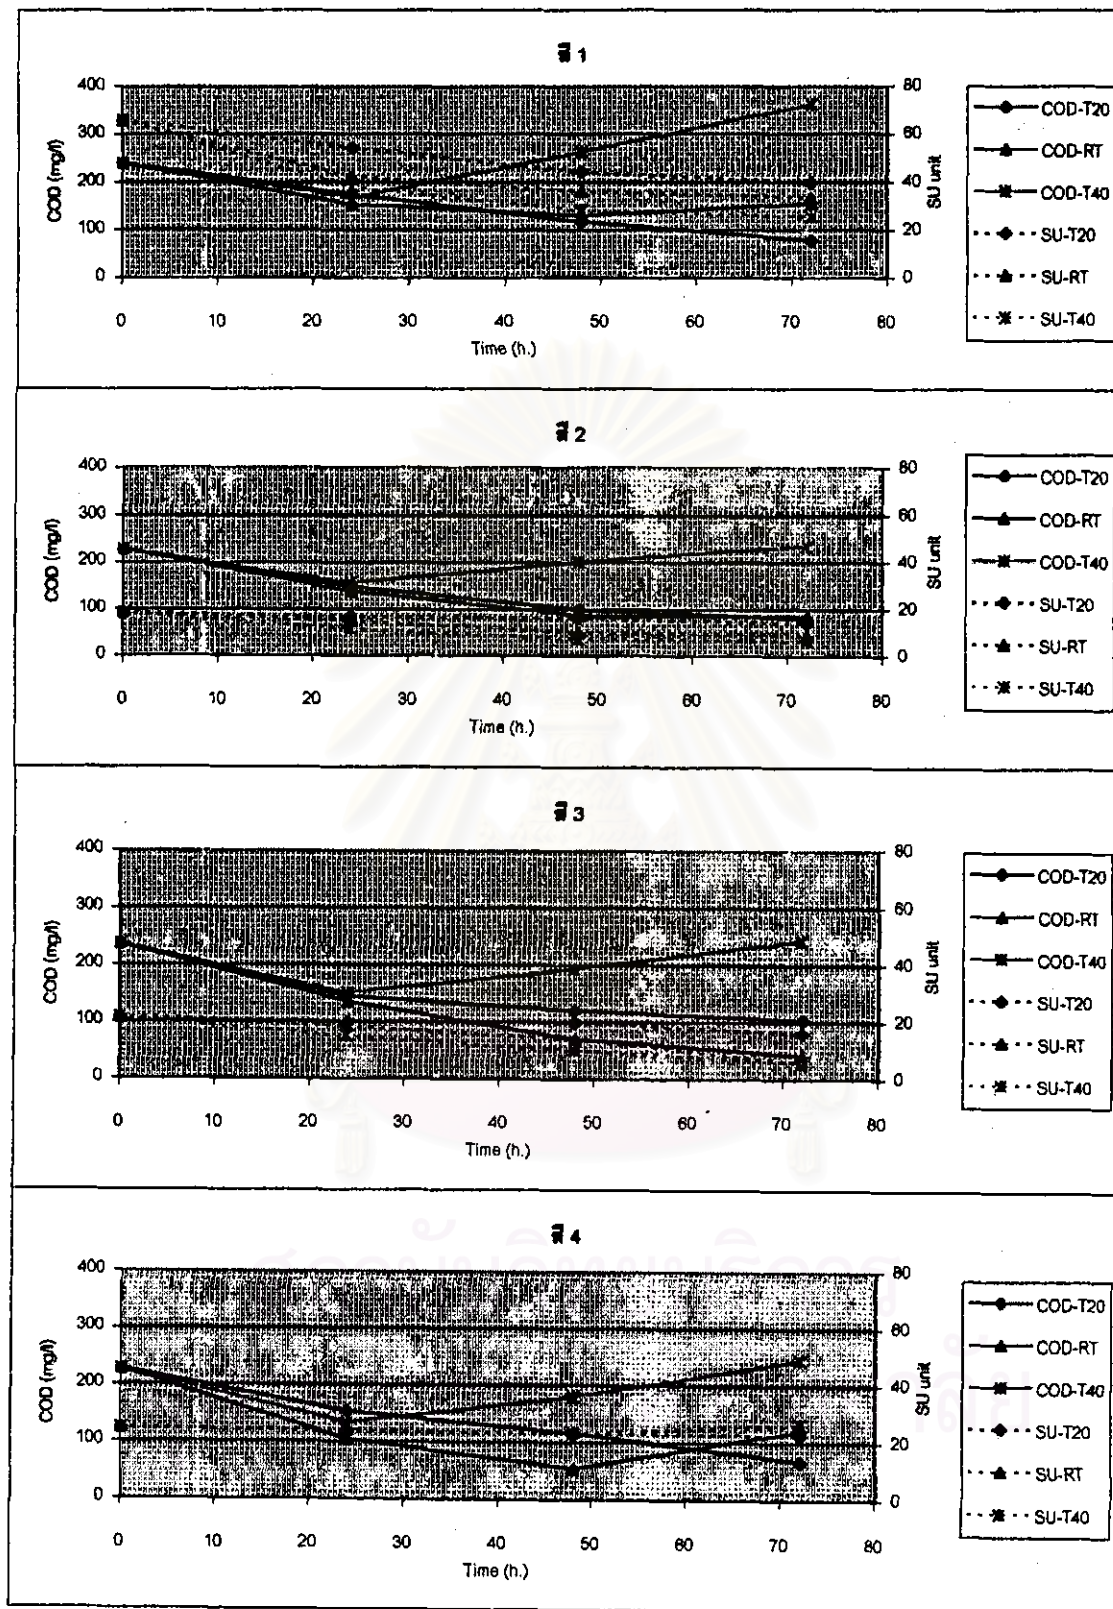 สี 1
400
300
200
100
0
COD (mg/l)
80
60
40
20
0
SU unit
0 10 20 30 40 50 60 70 80
Time (h.)
COD-T20
COD-RT
COD-T40
SU-T20
SU-RT
SU-T40
สี 2
400
300
200
100
0
COD (mg/l)
80
60
40
20
0
SU unit
0 10 20 30 40 50 60 70 80
Time (h.)
COD-T20
COD-RT
COD-T40
SU-T20
SU-RT
SU-T40
สี 3
400
300
200
100
0
COD (mg/l)
80
60
40
20
0
SU unit
0 10 20 30 40 50 60 70 80
Time (h.)
COD-T20
COD-RT
COD-T40
SU-T20
SU-RT
SU-T40
สี 4
400
300
200
100
0
COD (mg/l)
80
60
40
20
0
SU unit
0 10 20 30 40 50 60 70 80
Time (h.)
COD-T20
COD-RT
COD-T40
SU-T20
SU-RT
SU-T40